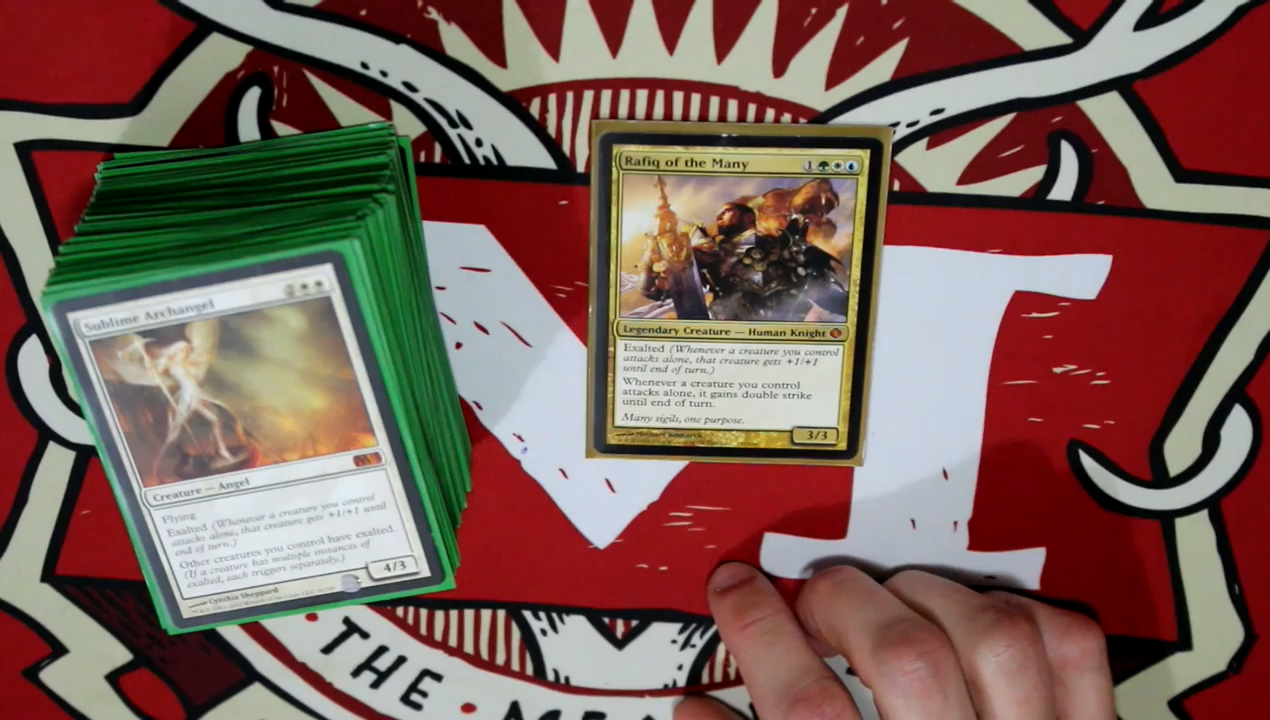 Sublime Archangel
Creature — Angel
Flying
Exalted (Whenever a creature you control
attacks alone, that creature gets +1/+1 until
end of turn.)
Other creatures you control have exalted.
(If a creature has multiple instances of
exalted, each triggers separately.)
4/3
Cynthia Sheppard
Rafiq of the Many
1
Legendary Creature — Human Knight
Exalted (Whenever a creature you control
attacks alone, that creature gets +1/+1
until end of turn.)
Whenever a creature you control
attacks alone, it gains double strike
until end of turn.
Many sigils, one purpose.
3/3
THE